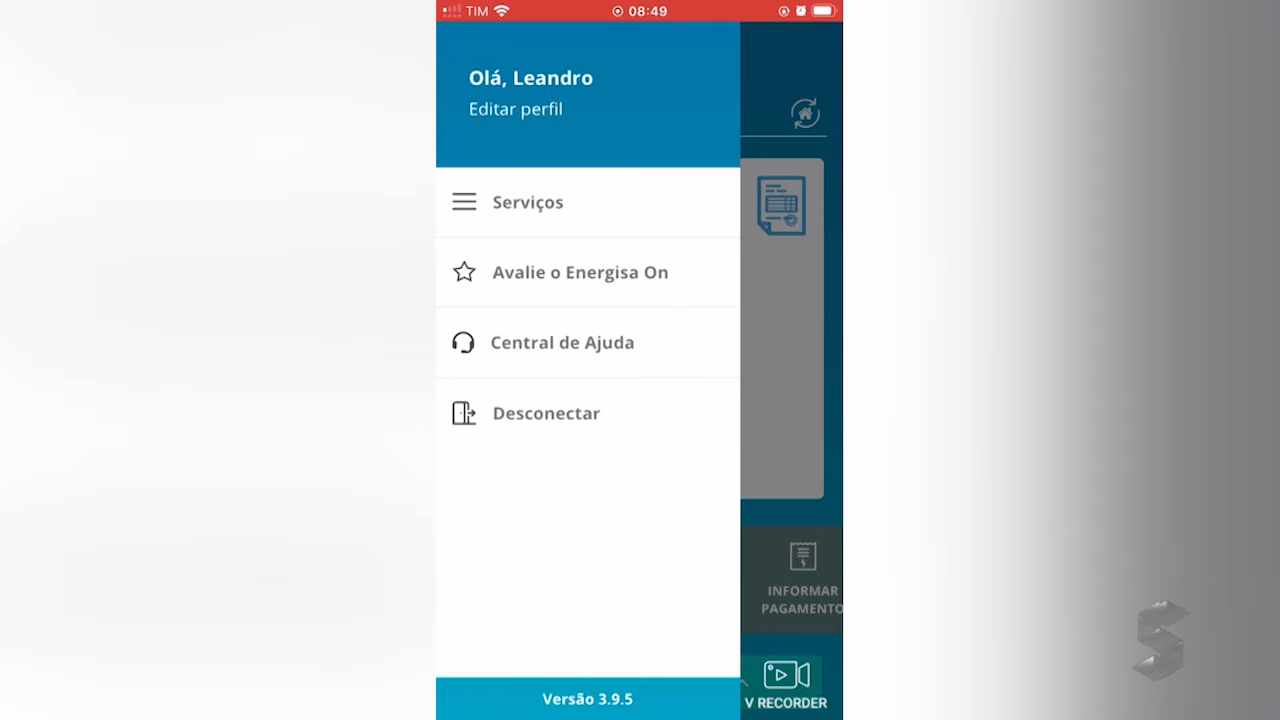 TIM
08:49
Olá, Leandro
Editar perfil
Serviços
Avalie o Energisa On
Central de Ajuda
Desconectar
INFORMAR
PAGAMENTO
V RECORDER
Versão 3.9.5